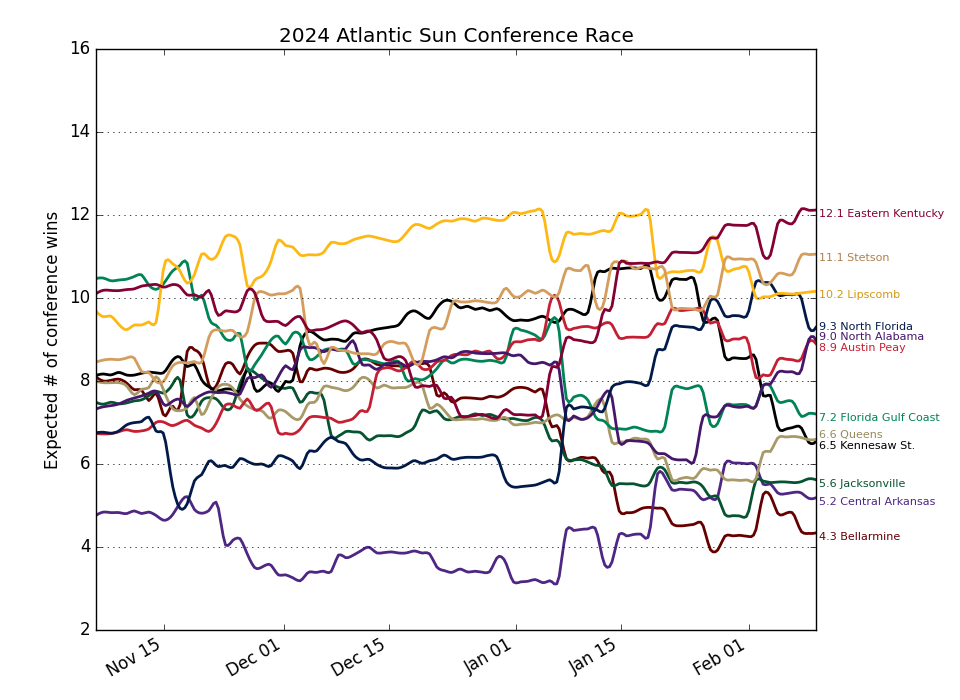 2024 Atlantic Sun Conference Race
Expected # of conference wins
16
14
12
10
8
6
4
2
Nov 15
Dec 01
Dec 15
Jan 01
Jan 15
Feb 01
12.1 Eastern Kentucky
11.1 Stetson
10.2 Lipscomb
9.3 North Florida
9.0 North Alabama
8.9 Austin Peay
7.2 Florida Gulf Coast
6.6 Queens
6.5 Kennesaw St.
5.6 Jacksonville
5.2 Central Arkansas
4.3 Bellarmine